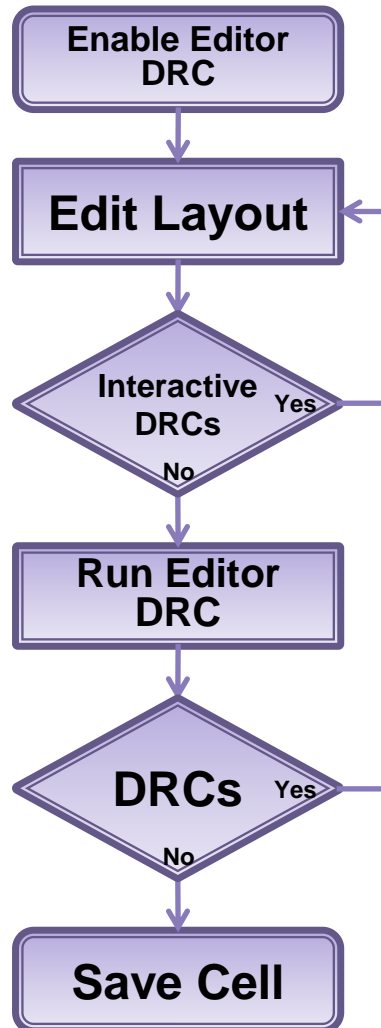 Enable Editor
DRC
Edit Layout
Interactive
DRCs
Yes
No
Run Editor
DRC
DRCs
Yes
No
Save Cell